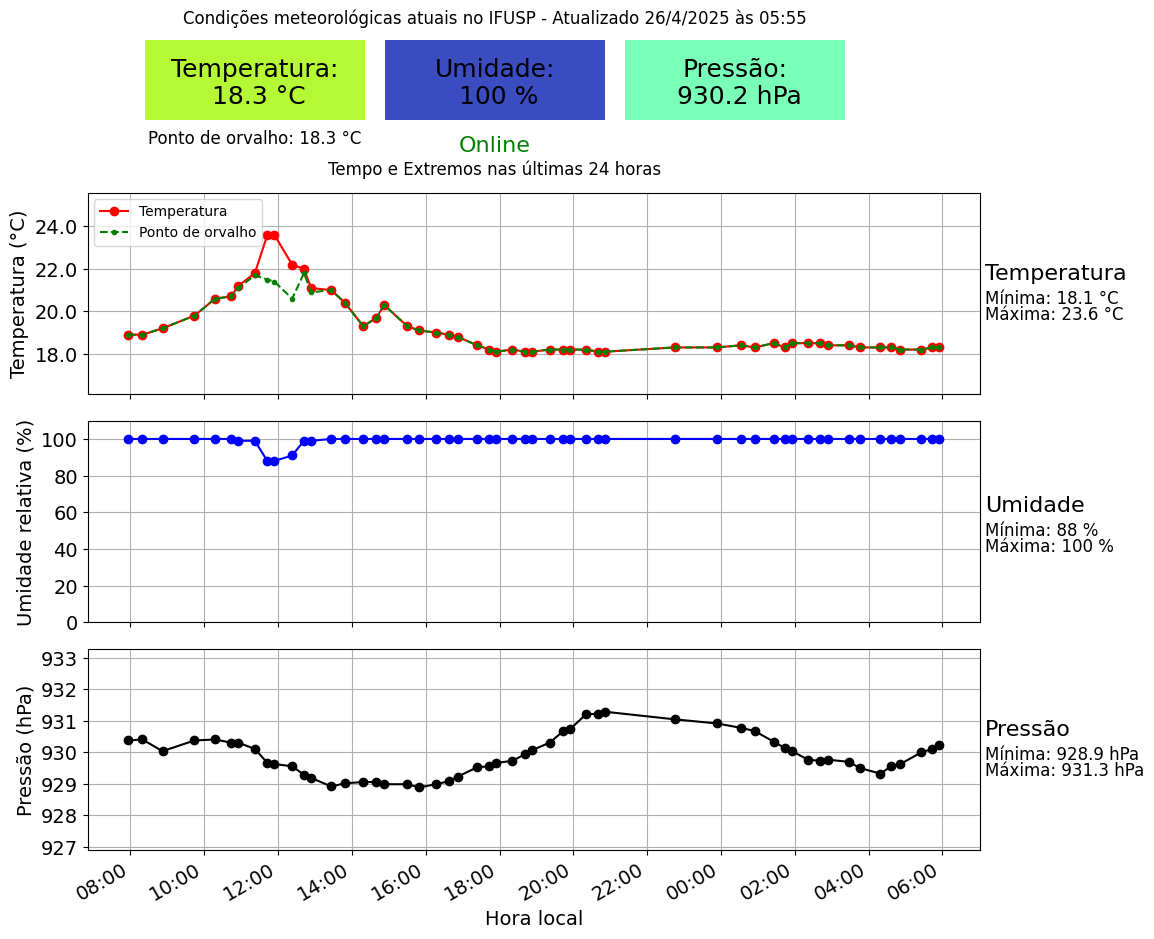 Condições meteorológicas atuais no IFUSP - Atualizado 26/4/2025 às 05:55
Temperatura:
18.3 °C
Umidade:
100 %
Pressão:
930.2 hPa
Ponto de orvalho: 18.3 °C
Online
Tempo e Extremos nas últimas 24 horas
Temperatura (°C)
24.0
22.0
20.0
18.0
Temperatura
Ponto de orvalho
Temperatura
Mínima: 18.1 °C
Máxima: 23.6 °C
Umidade relativa (%)
100
80
60
40
20
0
Umidade
Mínima: 88 %
Máxima: 100 %
Pressão (hPa)
933
932
931
930
929
928
927
Pressão
Mínima: 928.9 hPa
Máxima: 931.3 hPa
08:00
10:00
12:00
14:00
16:00
18:00
20:00
22:00
00:00
02:00
04:00
06:00
Hora local